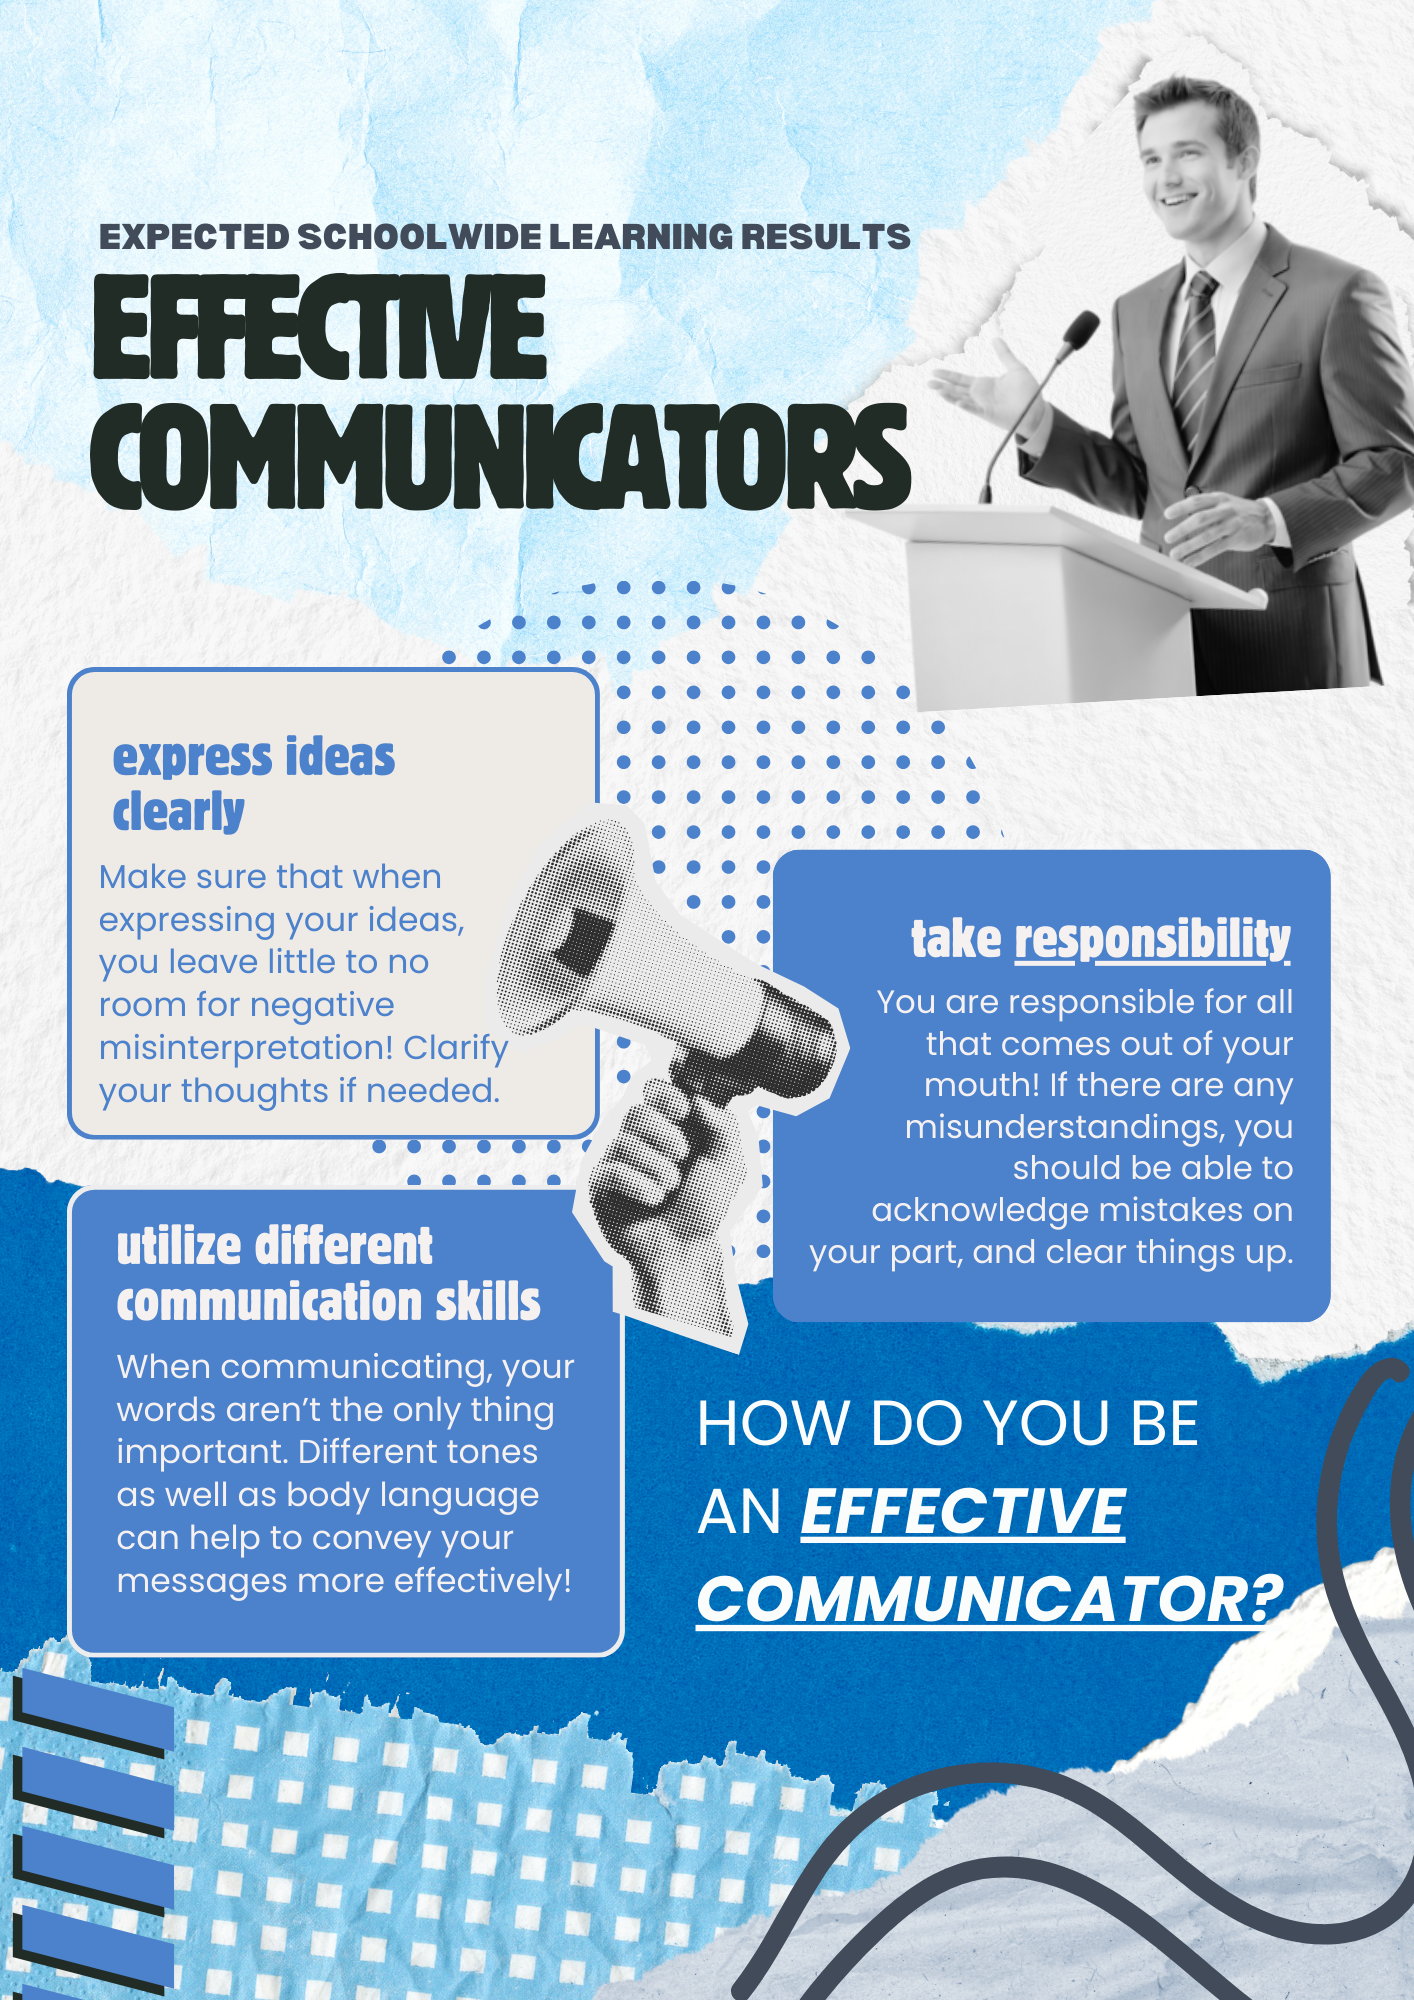 EXPECTED SCHOOLWIDE LEARNING RESULTS
EFFECTIVE
COMMUNICATORS
express ideas
clearly
Make sure that when
expressing your ideas,
you leave little to no
room for negative
misinterpretation! Clarify
your thoughts if needed.
take responsibility
You are responsible for all
that comes out of your
mouth! If there are any
misunderstandings, you
should be able to
acknowledge mistakes on
your part, and clear things up.
utilize different
communication skills
When communicating, your
words aren’t the only thing
important. Different tones
as well as body language
can help to convey your
messages more effectively!
HOW DO YOU BE
AN EFFECTIVE
COMMUNICATOR?